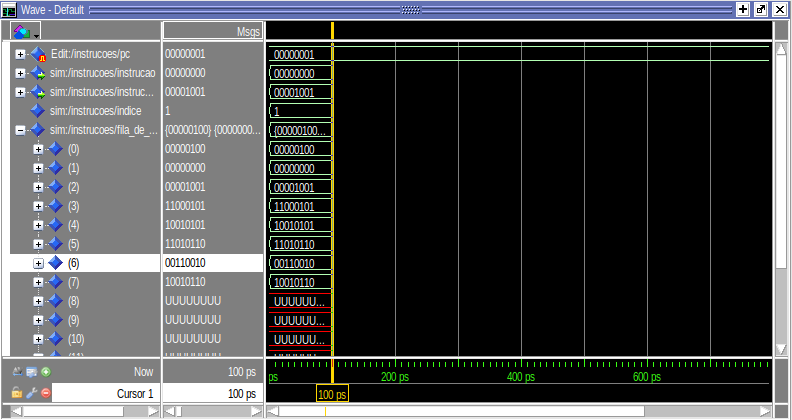 Wave - Default
Msgs
Edit:/instrucoes/pc 00000001 00000001
sim:/instrucoes/instrucao 00000000 00000000
sim:/instrucoes/instruc... 00001001 00001001
sim:/instrucoes/indice 1 1
sim:/instrucoes/fila_de_... {00000100} {0000000... {00000100...
(0) 00000100 00000100
(1) 00000000 00000000
(2) 00001001 00001001
(3) 11000101 11000101
(4) 10010101 10010101
(5) 11010110 11010110
(6) 00110010 00110010
(7) 10010110 10010110
(8) UUUUUUUU UUUUUU...
(9) UUUUUUUU UUUUUU...
(10) UUUUUUUU UUUUUU...
Now 100 ps ps 200 ps 400 ps 600 ps
Cursor 1 100 ps 100 ps